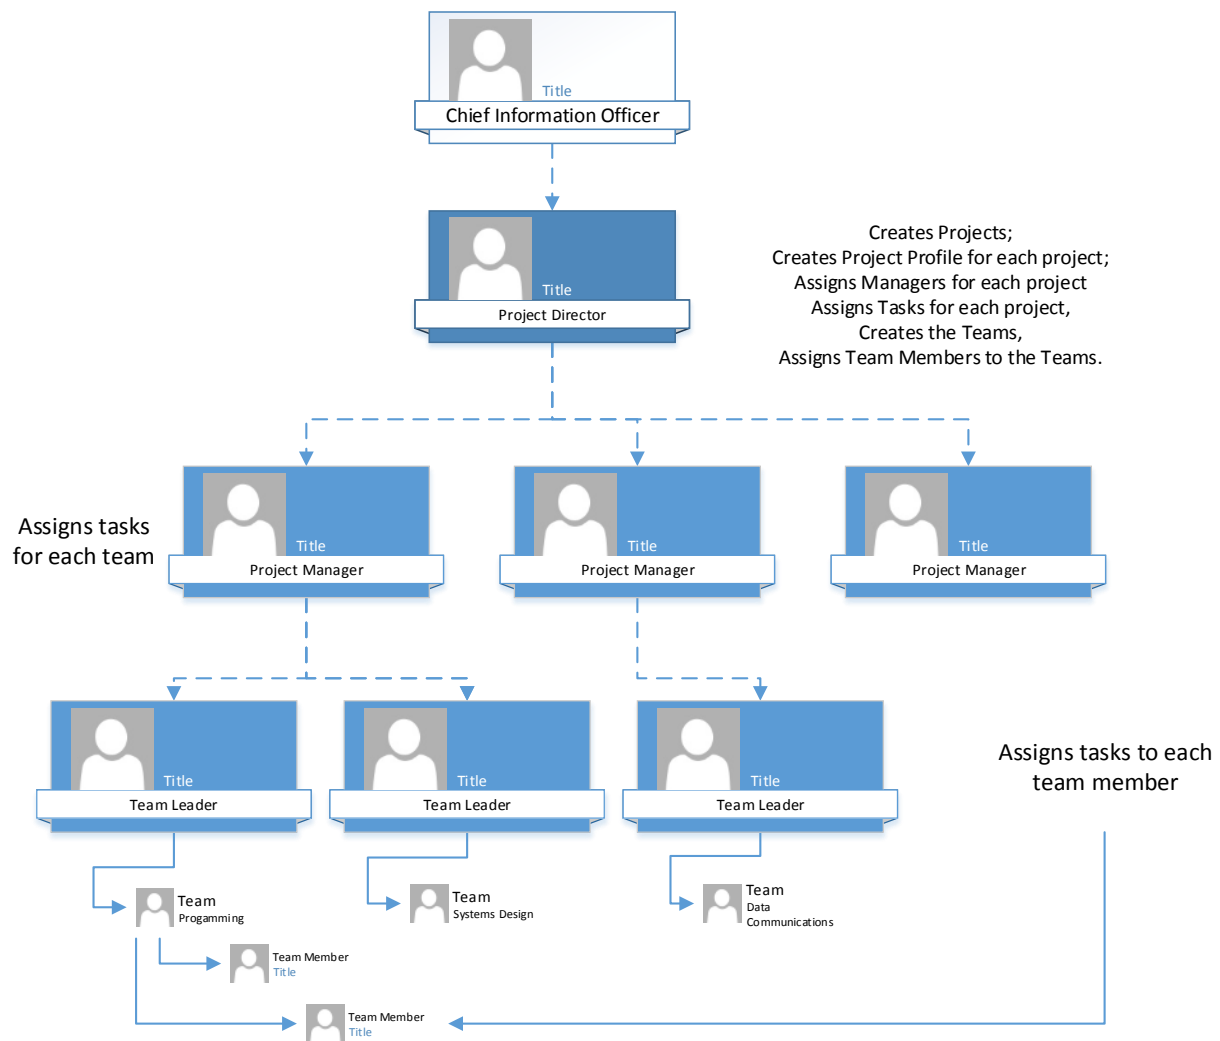 Title
Chief Information Officer
Title
Project Director
Creates Projects;
Creates Project Profile for each project;
Assigns Managers for each project
Assigns Tasks for each project,
Creates the Teams,
Assigns Team Members to the Teams.
Assigns tasks
for each team
Title
Project Manager
Title
Project Manager
Title
Project Manager
Title
Team Leader
Title
Team Leader
Title
Team Leader
Assigns tasks to each
team member
Team
Progamming
Team
Systems Design
Team
Data
Communications
Team Member
Title
Team Member
Title